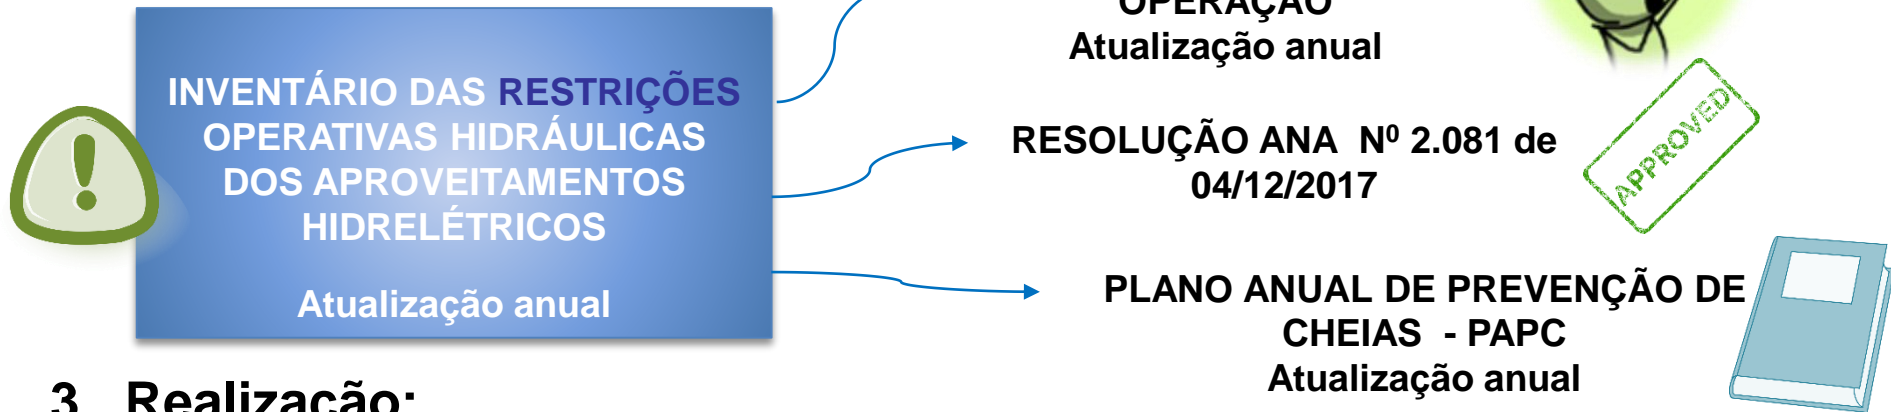 INVENTÁRIO DAS RESTRIÇÕES
OPERATIVAS HIDRÁULICAS
DOS APROVEITAMENTOS
HIDRELÉTRICOS
Atualização anual
OPERAÇÃO
Atualização anual
RESOLUÇÃO ANA Nº 2.081 de
04/12/2017
APPROVED
PLANO ANUAL DE PREVENÇÃO DE
CHEIAS - PAPC
Atualização anual
3. Realização: